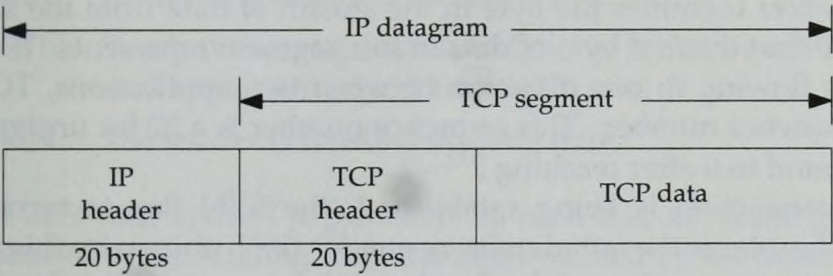 IP datagram
TCP segment
IP
header
TCP
header
TCP data
20 bytes
20 bytes